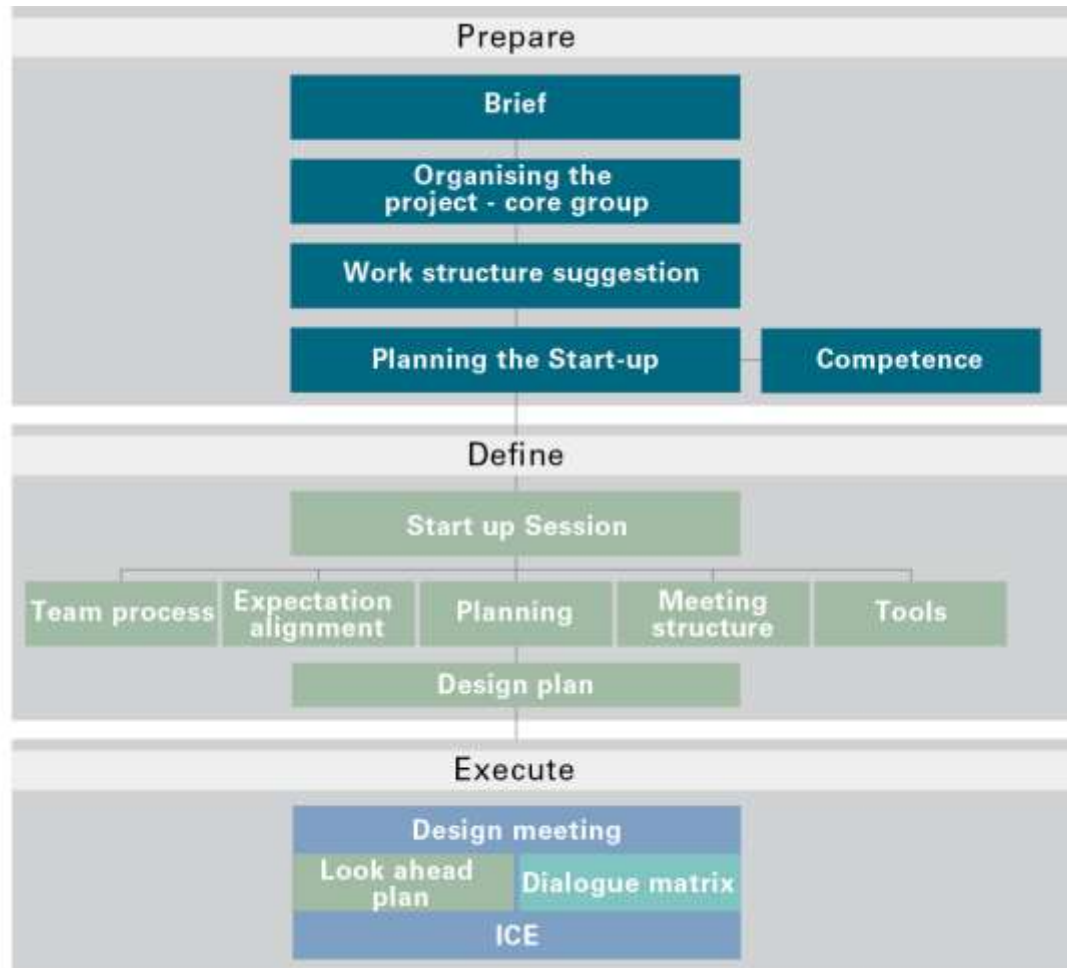 Prepare
Brief
Organising the
project - core group
Work structure suggestion
Planning the Start-up
Competence
Define
Start up Session
Team process
Expectation
alignment
Planning
Meeting
structure
Tools
Design plan
Execute
Design meeting
Look ahead
plan
Dialogue matrix
ICE